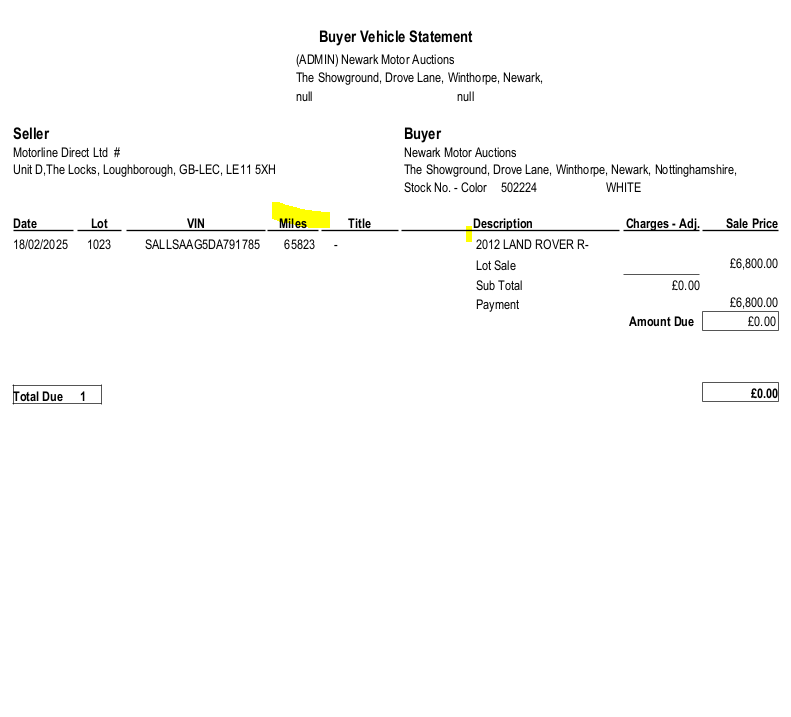 Buyer Vehicle Statement
(ADMIN) Newark Motor Auctions
The Showground, Drove Lane, Winthorpe, Newark,
null null
Seller
Motorline Direct Ltd #
Unit D,The Locks, Loughborough, GB-LEC, LE11 5XH
Buyer
Newark Motor Auctions
The Showground, Drove Lane, Winthorpe, Newark, Nottinghamshire,
Stock No. - Color 502224 WHITE
Date Lot VIN Miles Title Description Charges - Adj. Sale Price
18/02/2025 1023 SALLSAAG5DA791785 65823 - 2012 LAND ROVER R-
Lot Sale £6,800.00
Sub Total £0.00
Payment £6,800.00
Amount Due £0.00
Total Due 1 £0.00